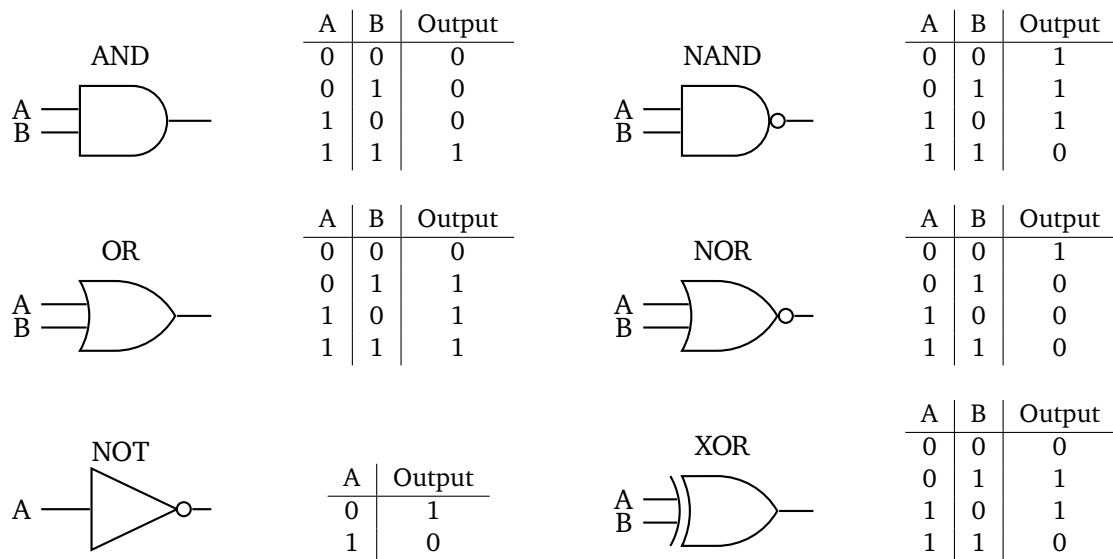 AND
A
B
A B Output
0 0 0
0 1 0
1 0 0
1 1 1
NAND
A
B
A B Output
0 0 1
0 1 1
1 0 1
1 1 0
OR
A
B
A B Output
0 0 0
0 1 1
1 0 1
1 1 1
NOR
A
B
A B Output
0 0 1
0 1 0
1 0 0
1 1 0
NOT
A
A Output
0 1
1 0
XOR
A
B
A B Output
0 0 0
0 1 1
1 0 1
1 1 0